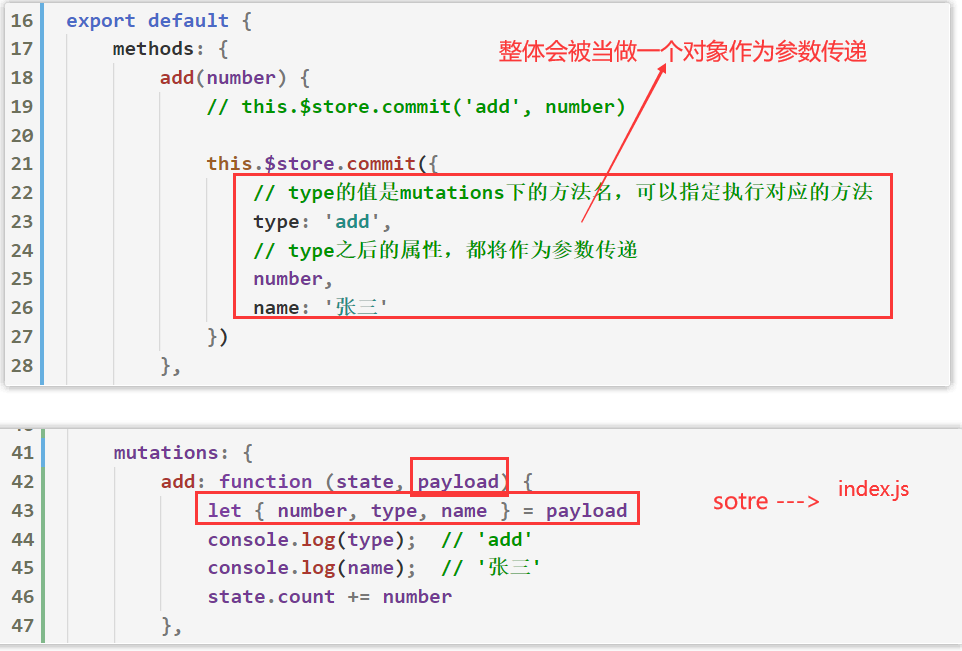 16 export default {
17 methods: {
整体会被当做一个对象作为参数传递
18 add(number) {
19 // this.$store.commit('add', number)
20
21 this.$store.commit({
22 // type的值是mutations下的方法名，可以指定执行对应的方法
23 type: 'add',
24 // type之后的属性，都将作为参数传递
25 number,
26 name: '张三'
27 })
28 },
41 mutations: {
42 add: function (state, payload) {
43 let { number, type, name } = payload
sotre ---> index.js
44 console.log(type); // 'add'
45 console.log(name); // '张三'
46 state.count += number
47 },